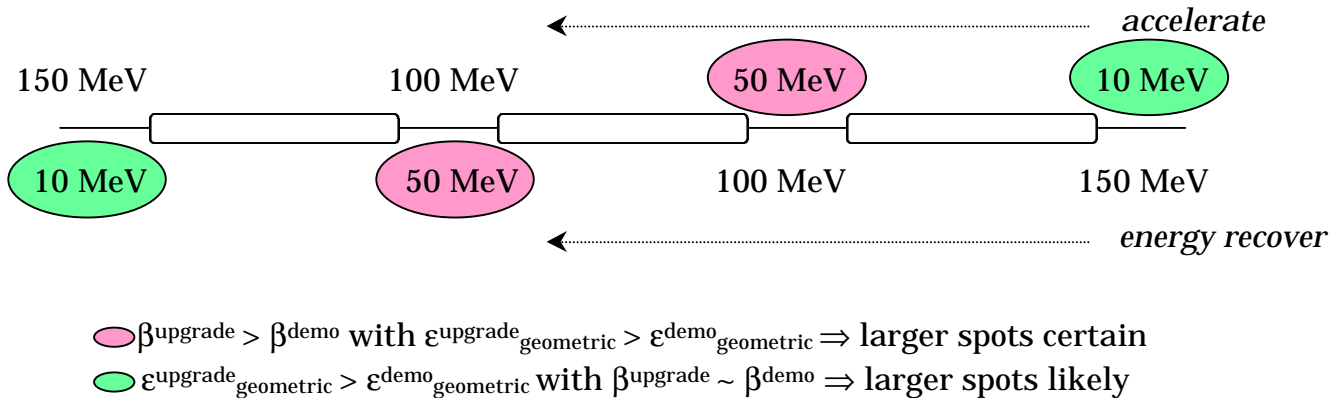 accelerate
150 MeV 100 MeV 50 MeV 10 MeV
10 MeV 50 MeV 100 MeV 150 MeV
energy recover
βᵘᵖᵍʳᵃᵈᵉ > βᵈᵉᵐᵒ with εᵘᵖᵍʳᵃᵈᵉgeometric > εᵈᵉᵐᵒgeometric ⇒ larger spots certain
εᵘᵖᵍʳᵃᵈᵉgeometric > εᵈᵉᵐᵒgeometric with βᵘᵖᵍʳᵃᵈᵉ ~ βᵈᵉᵐᵒ ⇒ larger spots likely